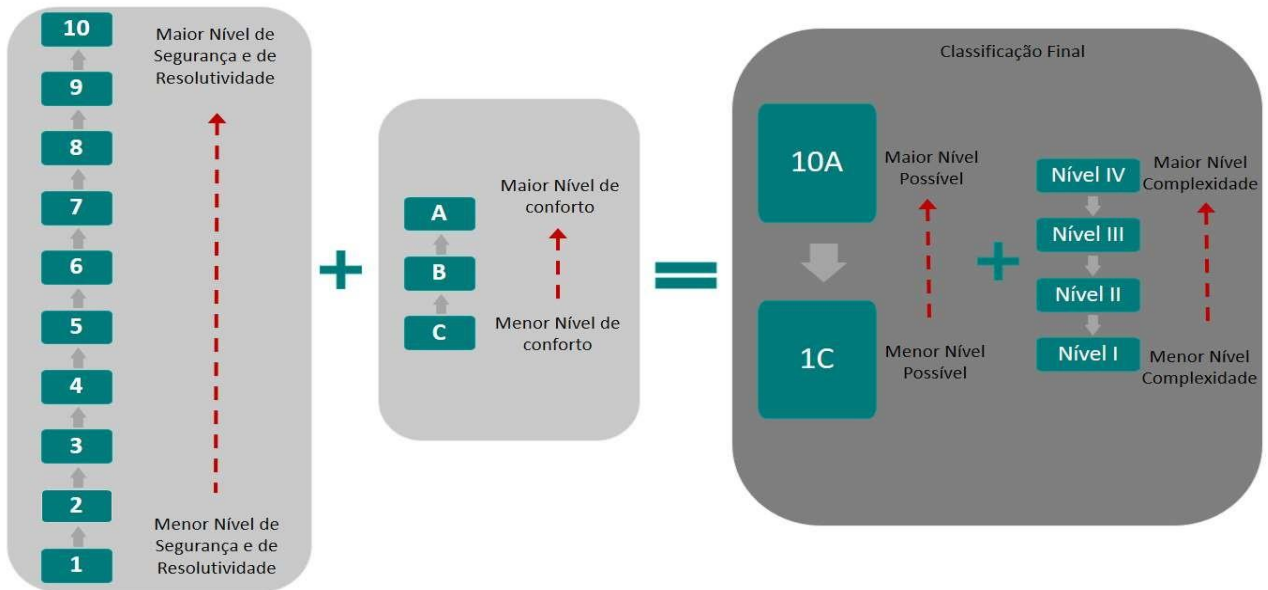 10
9
8
7
6
5
4
3
2
1
Maior Nível de
Segurança e de
Resolutividade
Menor Nível de
Segurança e de
Resolutividade
+
A
B
C
Maior Nível de
conforto
Menor Nível de
conforto
=
Classificação Final
10A
1C
Maior Nível
Possível
Menor Nível
Possível
+
Nível IV
Nível III
Nível II
Nível I
Maior Nível
Complexidade
Menor Nível
Complexidade